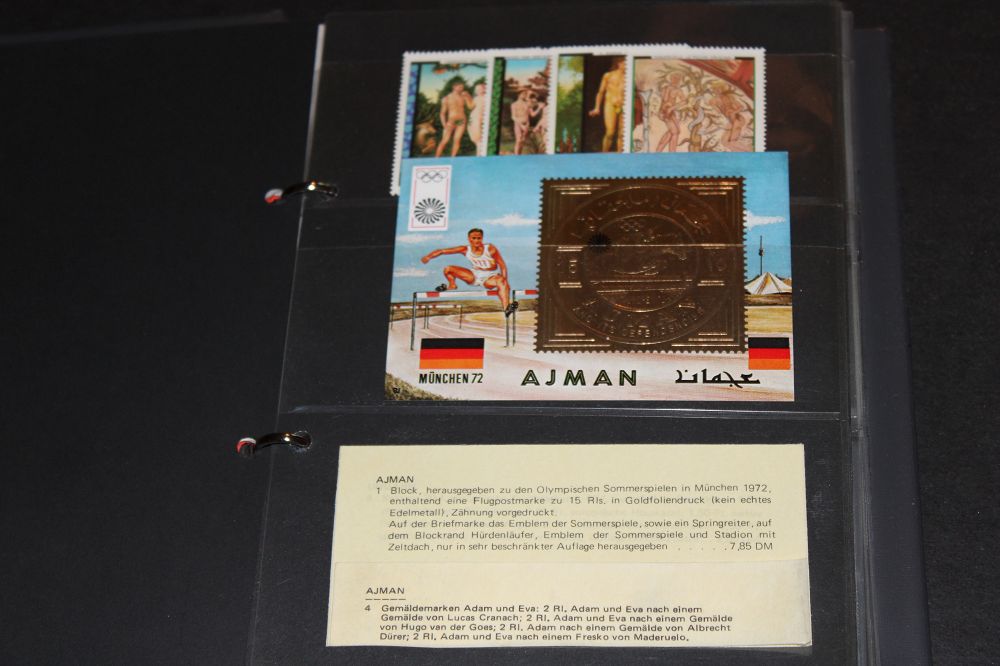 MÜNCHEN 72
AJMAN
عجمان
AJMAN
1 Block, herausgegeben zu den Olympischen Sommerspielen in München 1972,
enthaltend eine Flugpostmarke zu 15 Rls. in Goldfoliendruck (kein echtes
Edelmetall), Zähnung vorgedruckt.
Auf der Briefmarke das Emblem der Sommerspiele, sowie ein Springreiter, auf
dem Blockrand Hürdenläufer, Emblem der Sommerspiele und Stadion mit
Zeltdach, nur in sehr beschränkter Auflage herausgegeben . . . . . 7,85 DM
AJMAN
4 Gemäldemarken Adam und Eva: 2 Rl. Adam und Eva nach einem
Gemälde von Lucas Cranach; 2 Rl. Adam und Eva nach einem Gemälde
von Hugo van der Goes; 2 Rl. Adam nach einem Gemälde von Albrecht
Dürer; 2 Rl. Adam und Eva nach einem Fresko von Maderuelo.